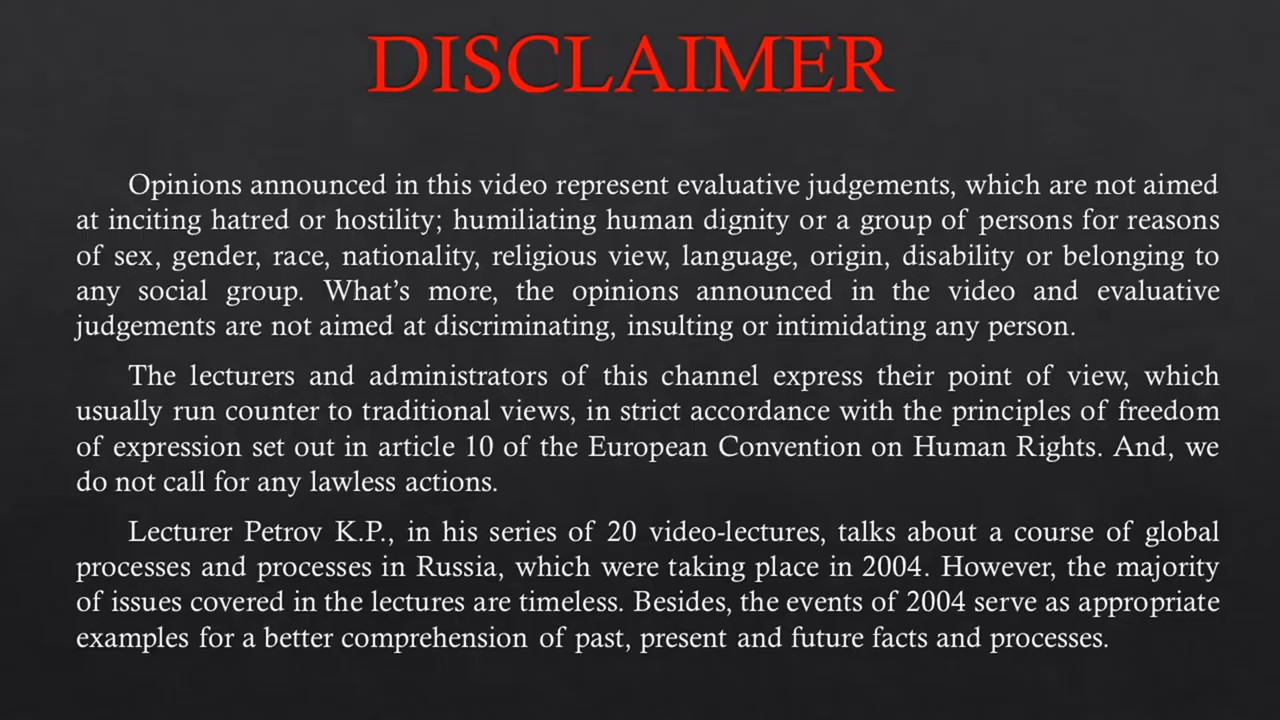 DISCLAIMER
Opinions announced in this video represent evaluative judgements, which are not aimed
at inciting hatred or hostility; humiliating human dignity or a group of persons for reasons
of sex, gender, race, nationality, religious view, language, origin, disability or belonging to
any social group. What’s more, the opinions announced in the video and evaluative
judgements are not aimed at discriminating, insulting or intimidating any person.
The lecturers and administrators of this channel express their point of view, which
usually run counter to traditional views, in strict accordance with the principles of freedom
of expression set out in article 10 of the European Convention on Human Rights. And, we
do not call for any lawless actions.
Lecturer Petrov K.P., in his series of 20 video-lectures, talks about a course of global
processes and processes in Russia, which were taking place in 2004. However, the majority
of issues covered in the lectures are timeless. Besides, the events of 2004 serve as appropriate
examples for a better comprehension of past, present and future facts and processes.